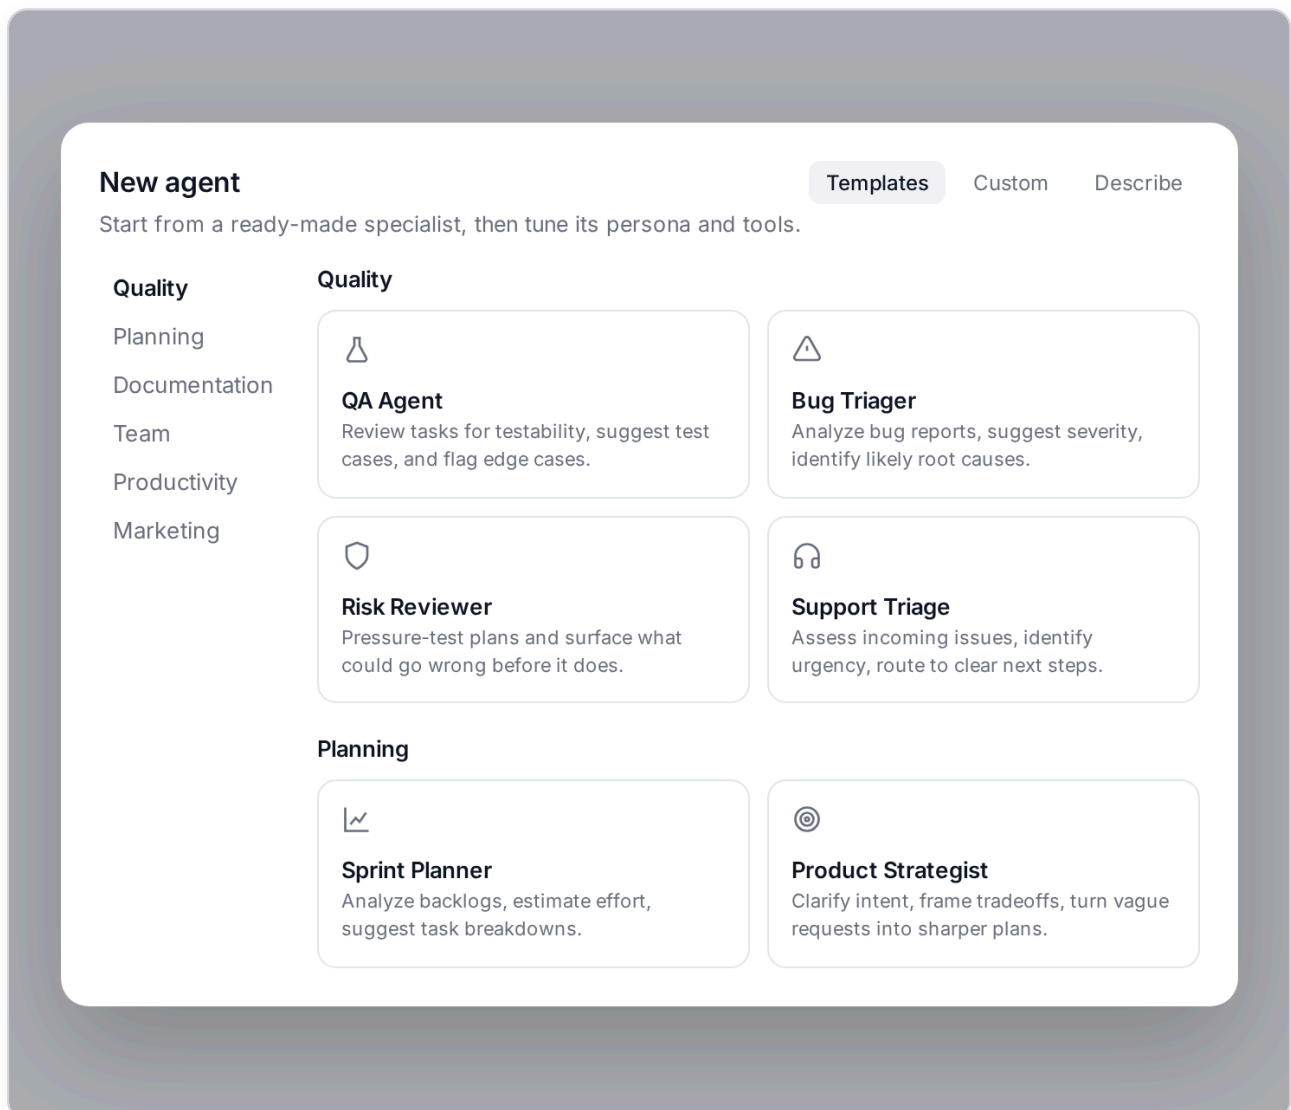 New agent
Templates
Custom
Describe
Start from a ready-made specialist, then tune its persona and tools.
Quality
Planning
Documentation
Team
Productivity
Marketing
Quality
QA Agent
Review tasks for testability, suggest test
cases, and flag edge cases.
Bug Triager
Analyze bug reports, suggest severity,
identify likely root causes.
Risk Reviewer
Pressure-test plans and surface what
could go wrong before it does.
Support Triage
Assess incoming issues, identify
urgency, route to clear next steps.
Planning
Sprint Planner
Analyze backlogs, estimate effort,
suggest task breakdowns.
Product Strategist
Clarify intent, frame tradeoffs, turn vague
requests into sharper plans.